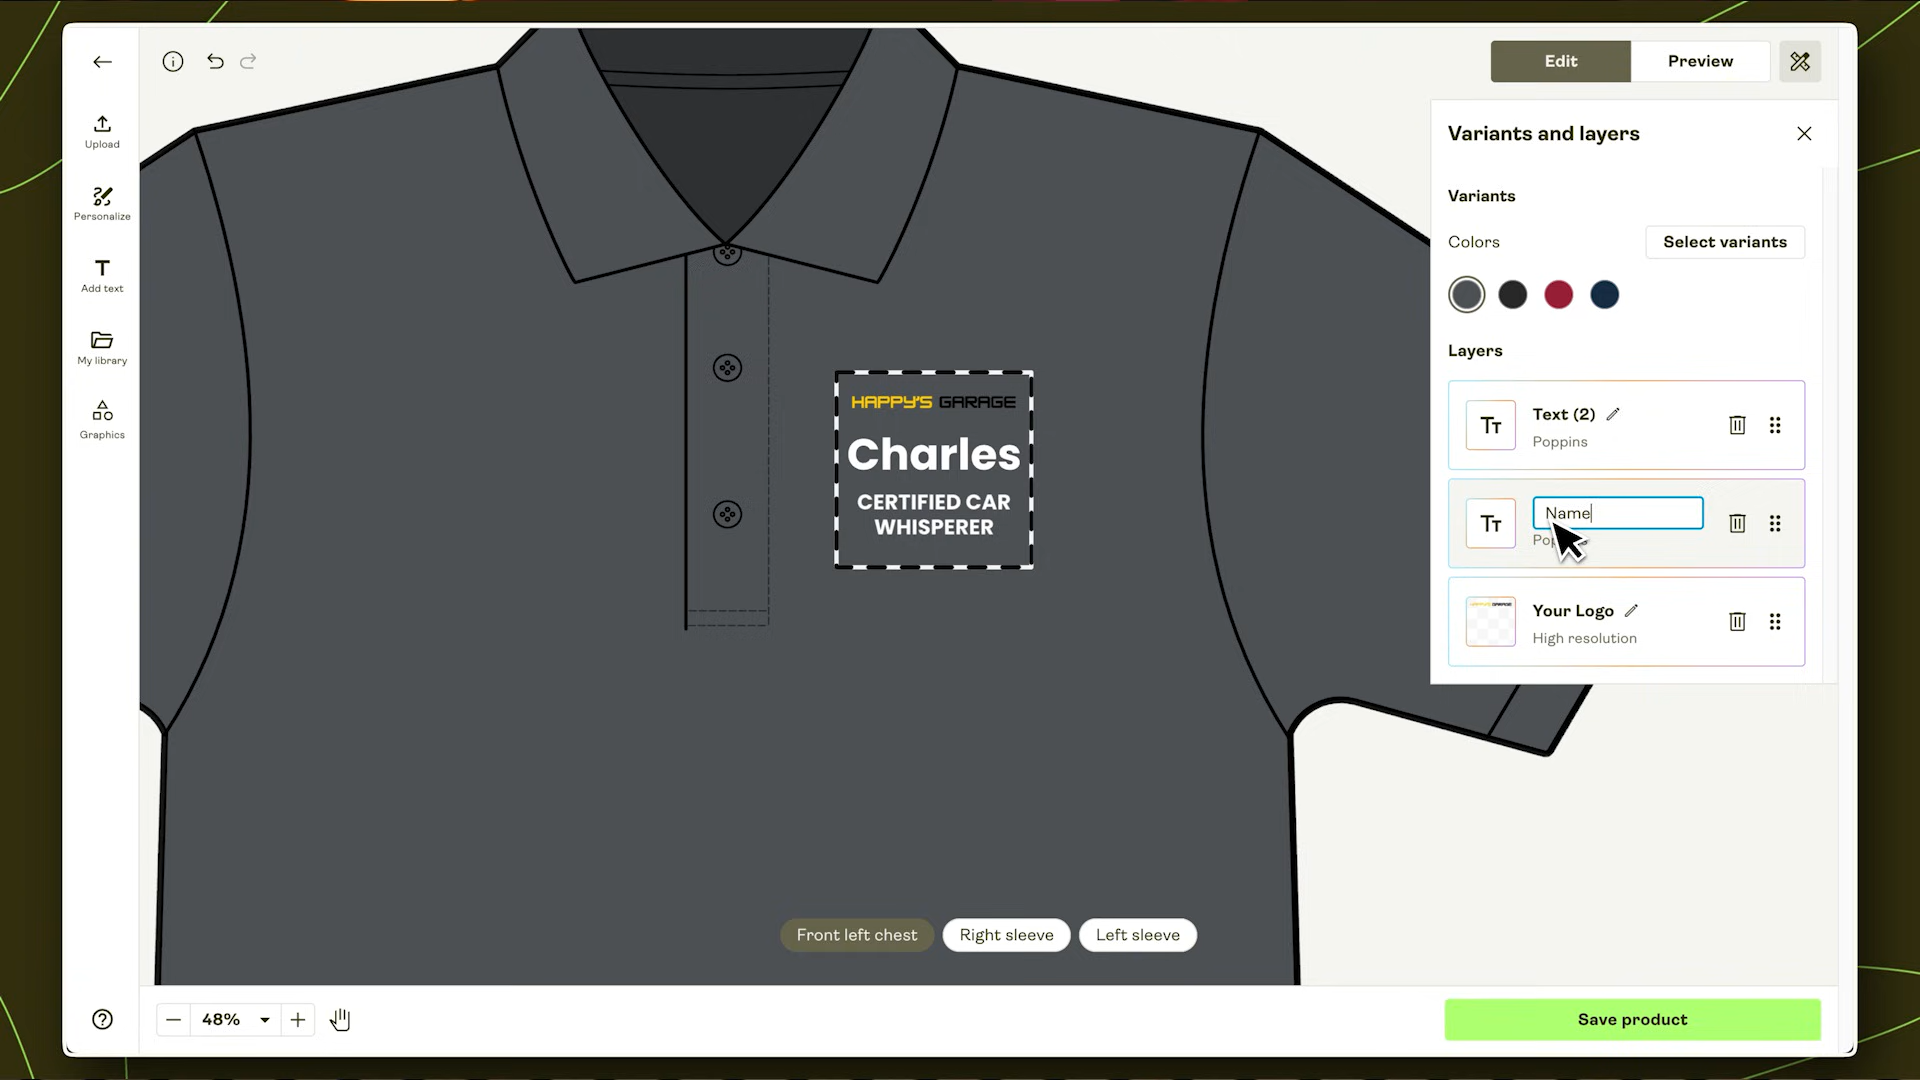 Edit
Preview
Upload
Personalize
Add text
My library
Graphics
HAPPY'S GARAGE
Charles
CERTIFIED CAR
WHISPERER
Variants and layers
Variants
Colors
Select variants
Layers
Text (2)
Poppins
Name
Your Logo
High resolution
Front left chest
Right sleeve
Left sleeve
48%
Save product